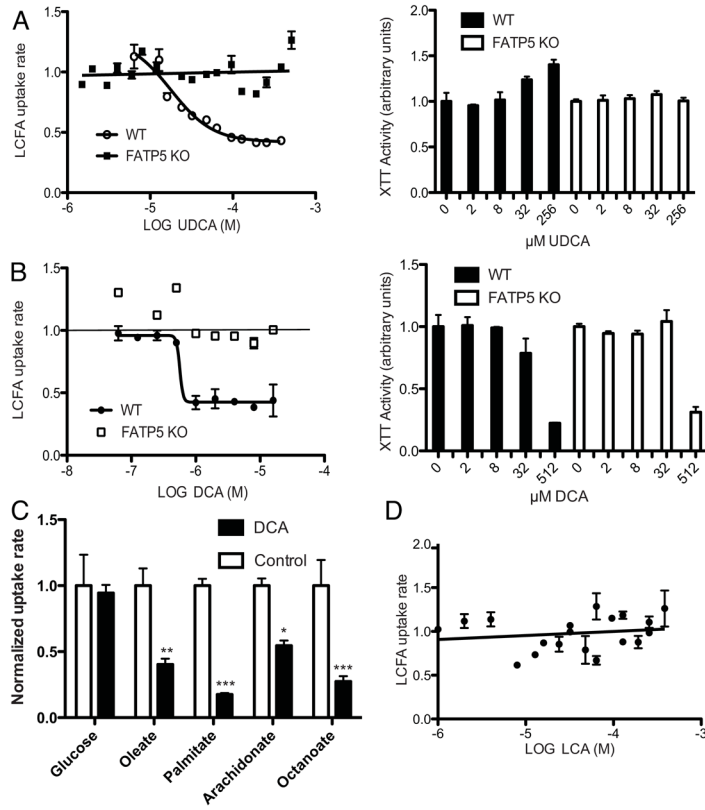 A
LCFA uptake rate
1.5
1.0
0.5
0.0
WT
FATP5 KO
-6
-5
-4
-3
LOG UDCA (M)
XTT Activity (arbitrary units)
2.0
1.5
1.0
0.5
0.0
WT
FATP5 KO
0
2
8
32
256
0
2
8
32
256
µM UDCA
B
LCFA uptake rate
1.5
1.0
0.5
0.0
WT
FATP5 KO
-8
-7
-6
-5
-4
LOG DCA (M)
XTT Activity (arbitrary units)
1.5
1.0
0.5
0.0
WT
FATP5 KO
0
2
8
32
512
0
2
8
32
512
µM DCA
C
Normalized uptake rate
1.5
1.0
0.5
0.0
DCA
Control
**
***
*
***
Glucose
Oleate
Palmitate
Arachidonate
Octanoate
D
LCFA uptake rate
2.0
1.5
1.0
0.5
0.0
-6
-5
-4
-3
LOG LCA (M)